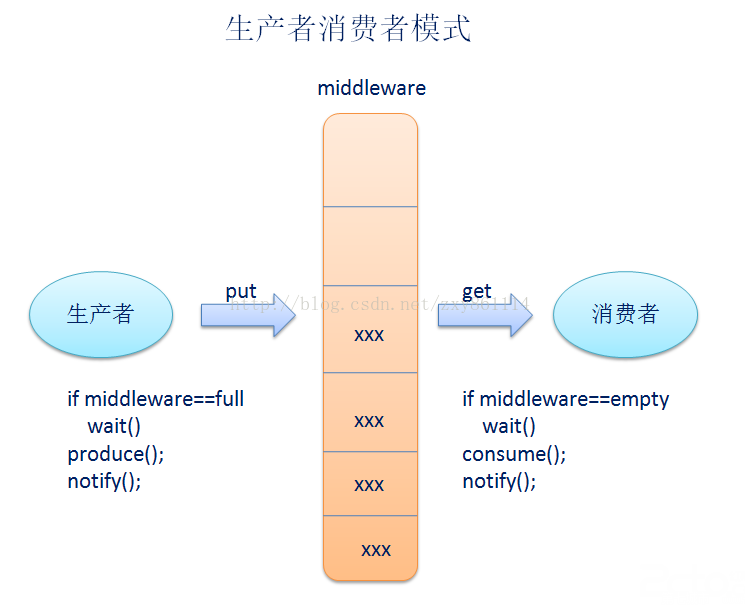 生产者消费者模式
middleware
put
get
生产者
消费者
xxx
xxx
xxx
xxx
if middleware==full
wait()
produce();
notify();
if middleware==empty
wait()
consume();
notify();